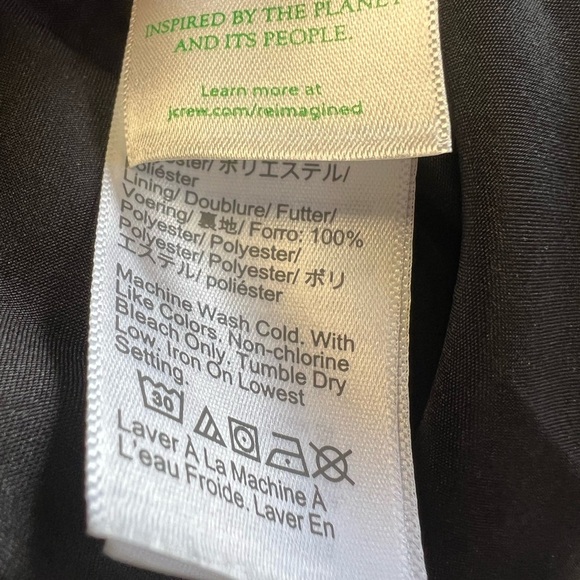 INSPIRED BY THE PLANET
AND ITS PEOPLE.
Learn more at
jcrew.com/reimagined
ポリエステル/
Poliéster
Lining/ Doublure/ Futter/
Voering/ 裏地/ Forro: 100%
Polyester/ Polyester/
Polyester/ Polyester/ ポリ
エステル/ poliéster
Machine Wash Cold. With
Like Colors. Non-chlorine
Bleach Only. Tumble Dry
Low. Iron On Lowest
Setting.
30
Laver À La Machine À
L'eau Froide. Laver En